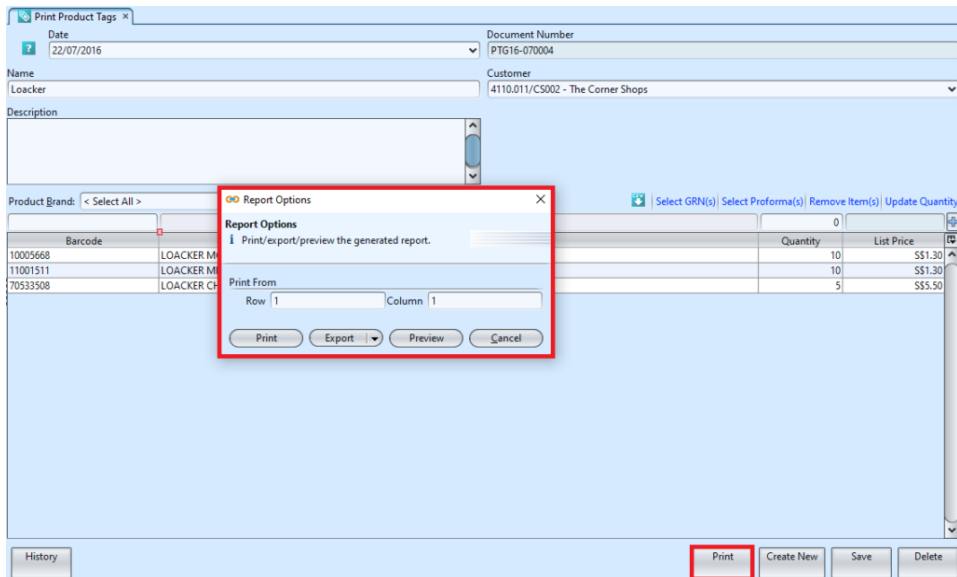 Print Product Tags ×
Date
Document Number
? 22/07/2016
PTG16-070004
Name
Customer
Loacker
4110.011/CS002 - The Corner Shops
Description
Product Brand: < Select All >
Select GRN(s) Select Proforma(s) Remove Item(s) Update Quantity
0
Barcode Quantity List Price
10005668 LOACKER 10 S$1.30
11001511 LOACKER 10 S$1.30
70533508 LOACKER CH 5 S$5.50
Report Options
Report Options
i Print/export/preview the generated report.
Print From
Row 1 Column 1
Print Export Preview Cancel
History Print Create New Save Delete